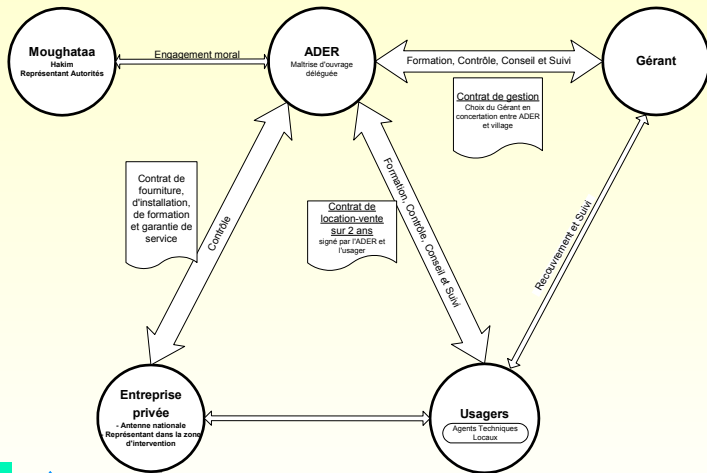 Moughataa
Hakim
Représentant Autorités
Engagement moral
ADER
Maîtrise d'ouvrage
déléguée
Formation, Contrôle, Conseil et Suivi
Gérant
Contrat de gestion
Choix du Gérant en
concertation entre ADER
et village
Contrat de
fourniture,
d'installation,
de formation
et garantie de
service
Contrôle
Contrat de
location-vente
sur 2 ans
signé par l'ADER et
l'usager
Formation, Contrôle, Conseil et Suivi
Recouvrement et Suivi
Entreprise
privée
- Antenne nationale
- Représentant dans la zone
d'intervention
Usagers
Agents Techniques
Locaux